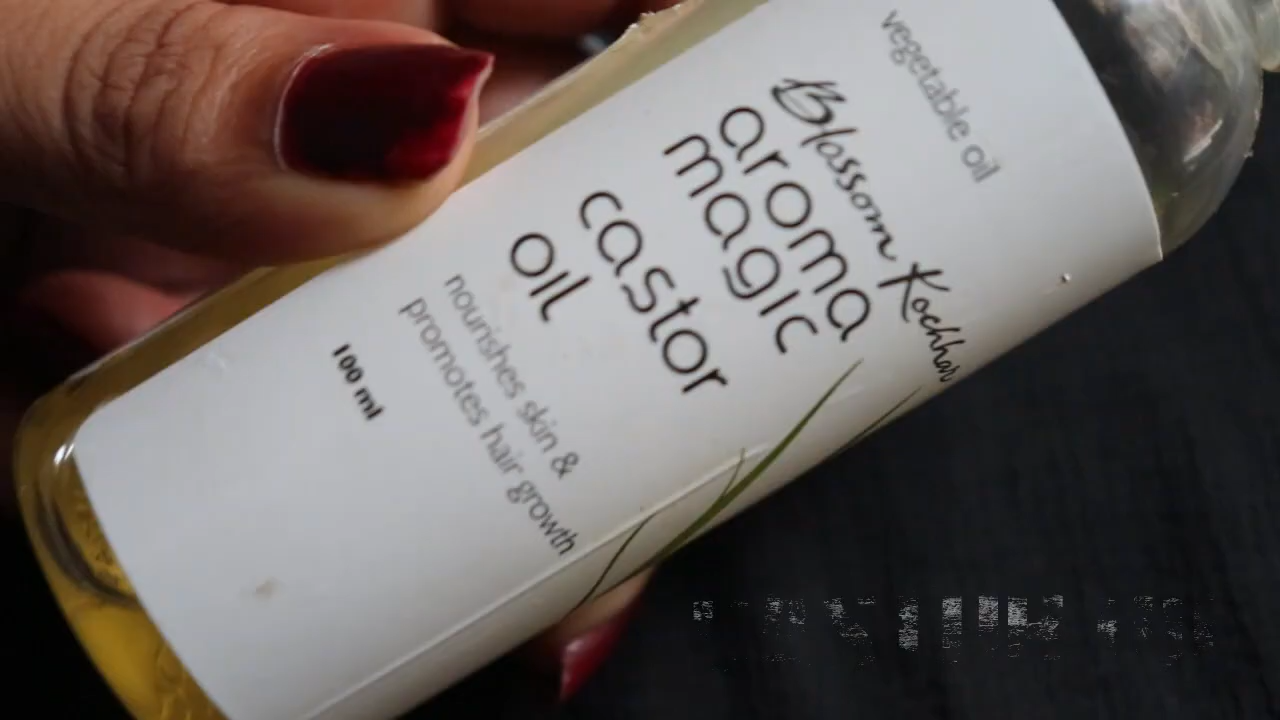 vegetable oil
Blossom Kochhar
aroma
magic
castor
oil
nourishes skin &
promotes hair growth
100 ml